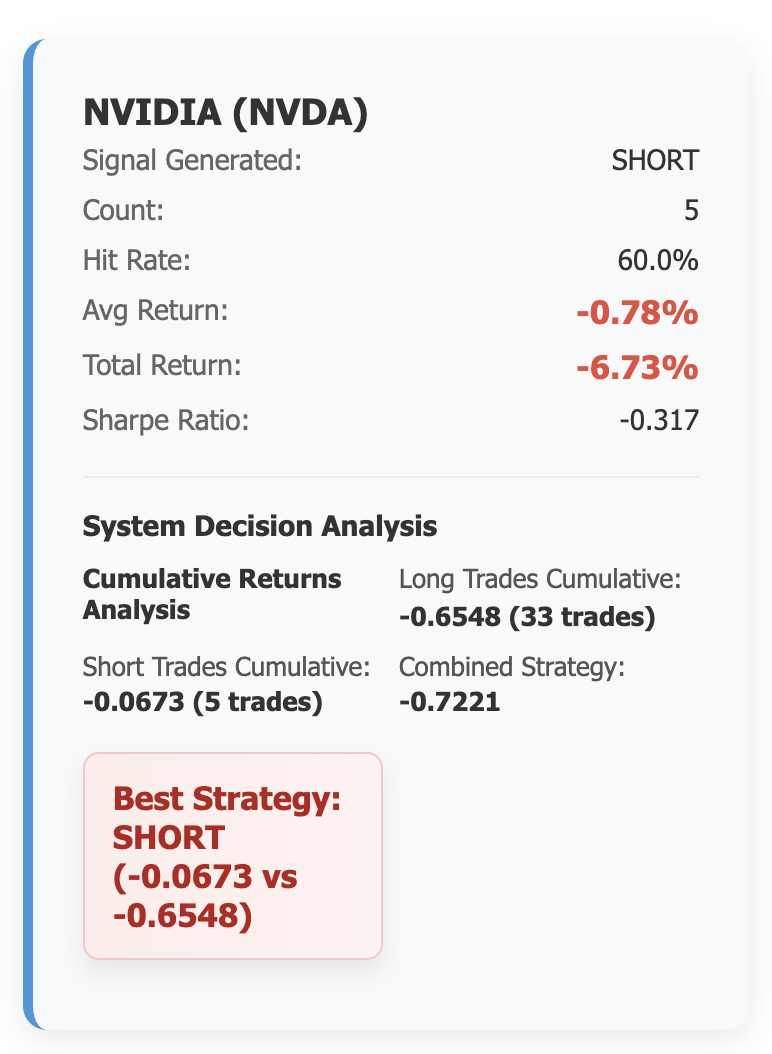 NVIDIA (NVDA)
Signal Generated: SHORT
Count: 5
Hit Rate: 60.0%
Avg Return: -0.78%
Total Return: -6.73%
Sharpe Ratio: -0.317
System Decision Analysis
Cumulative Returns
Analysis
Long Trades Cumulative:
-0.6548 (33 trades)
Short Trades Cumulative:
-0.0673 (5 trades)
Combined Strategy:
-0.7221
Best Strategy:
SHORT
(-0.0673 vs
-0.6548)